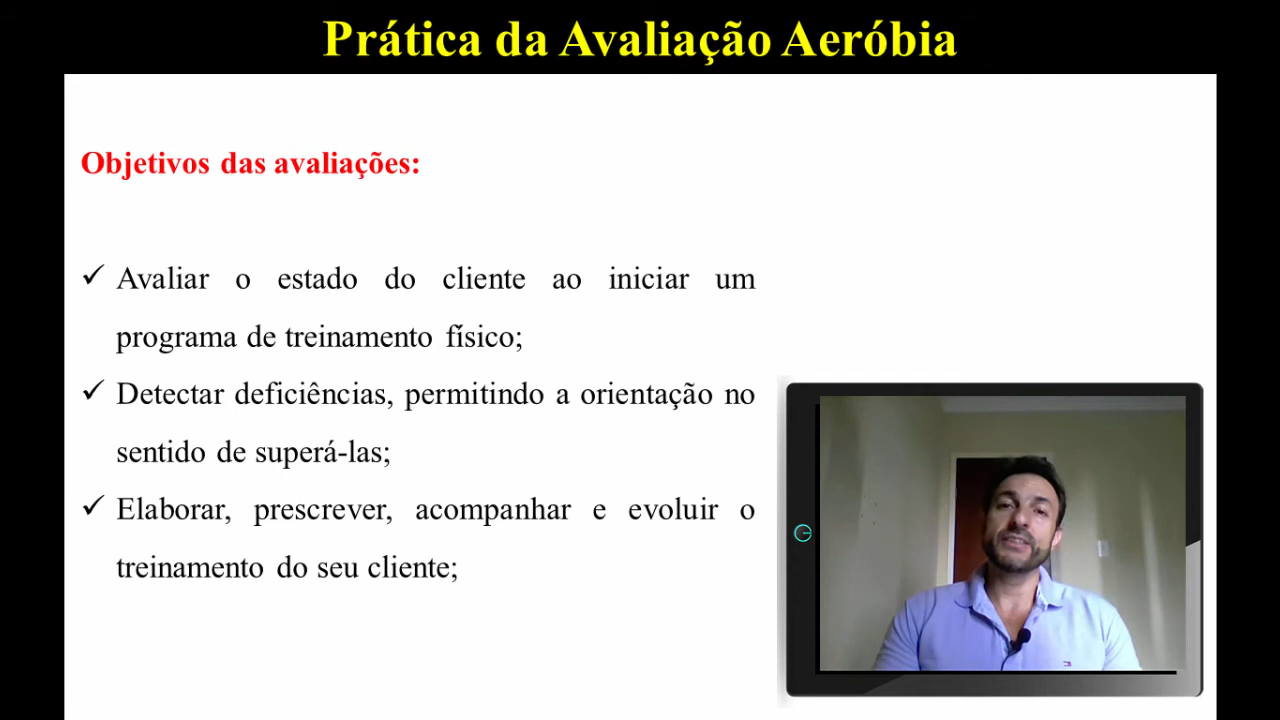 Prática da Avaliação Aeróbia
Objetivos das avaliações:
✓ Avaliar o estado do cliente ao iniciar um
programa de treinamento físico;
✓ Detectar deficiências, permitindo a orientação no
sentido de superá-las;
✓ Elaborar, prescrever, acompanhar e evoluir o
treinamento do seu cliente;